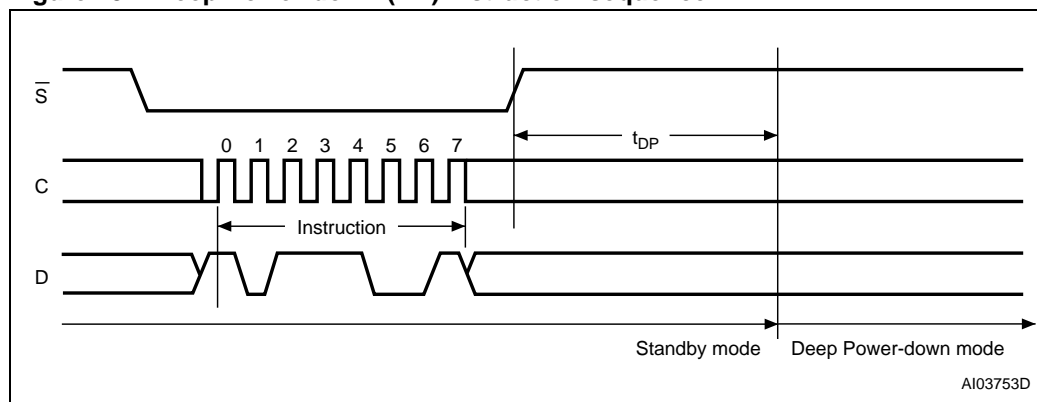 S
t_DP
0 1 2 3 4 5 6 7
C
Instruction
D
Standby mode Deep Power-down mode
AI03753D